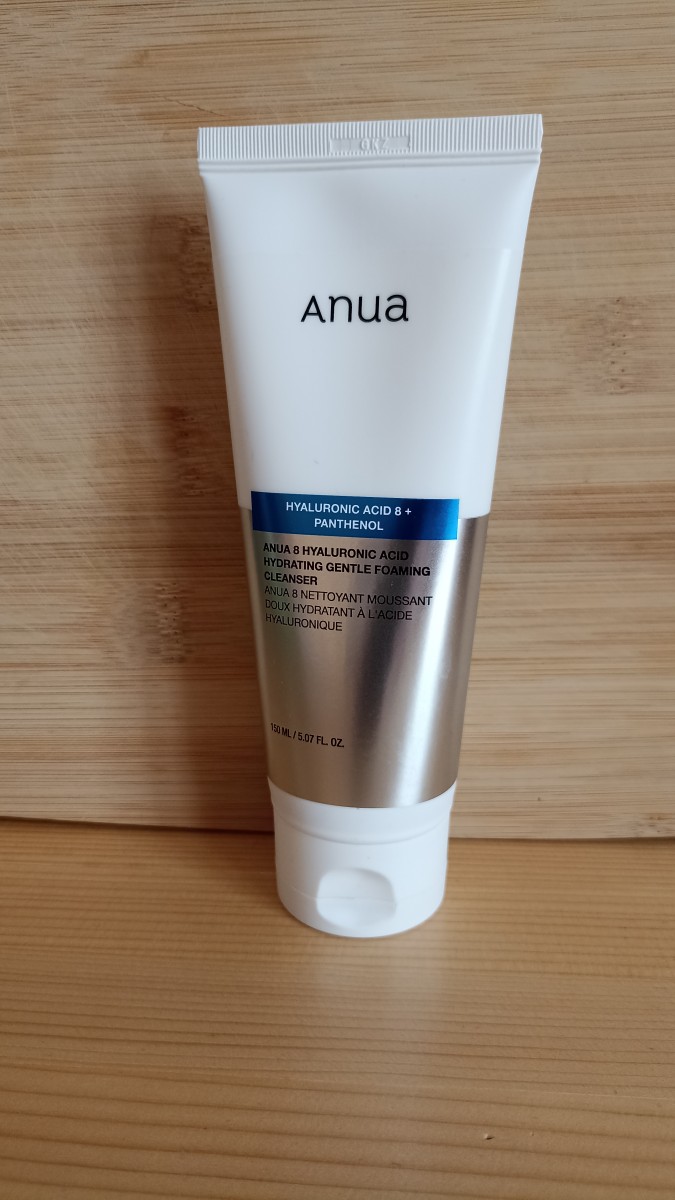 Anua
HYALURONIC ACID 8 +
PANTHENOL
ANUA 8 HYALURONIC ACID
HYDRATING GENTLE FOAMING
CLEANSER
ANUA 8 NETTOYANT MOUSSANT
DOUX HYDRATANT À L'ACIDE
HYALURONIQUE
150 ML / 5.07 FL. OZ.